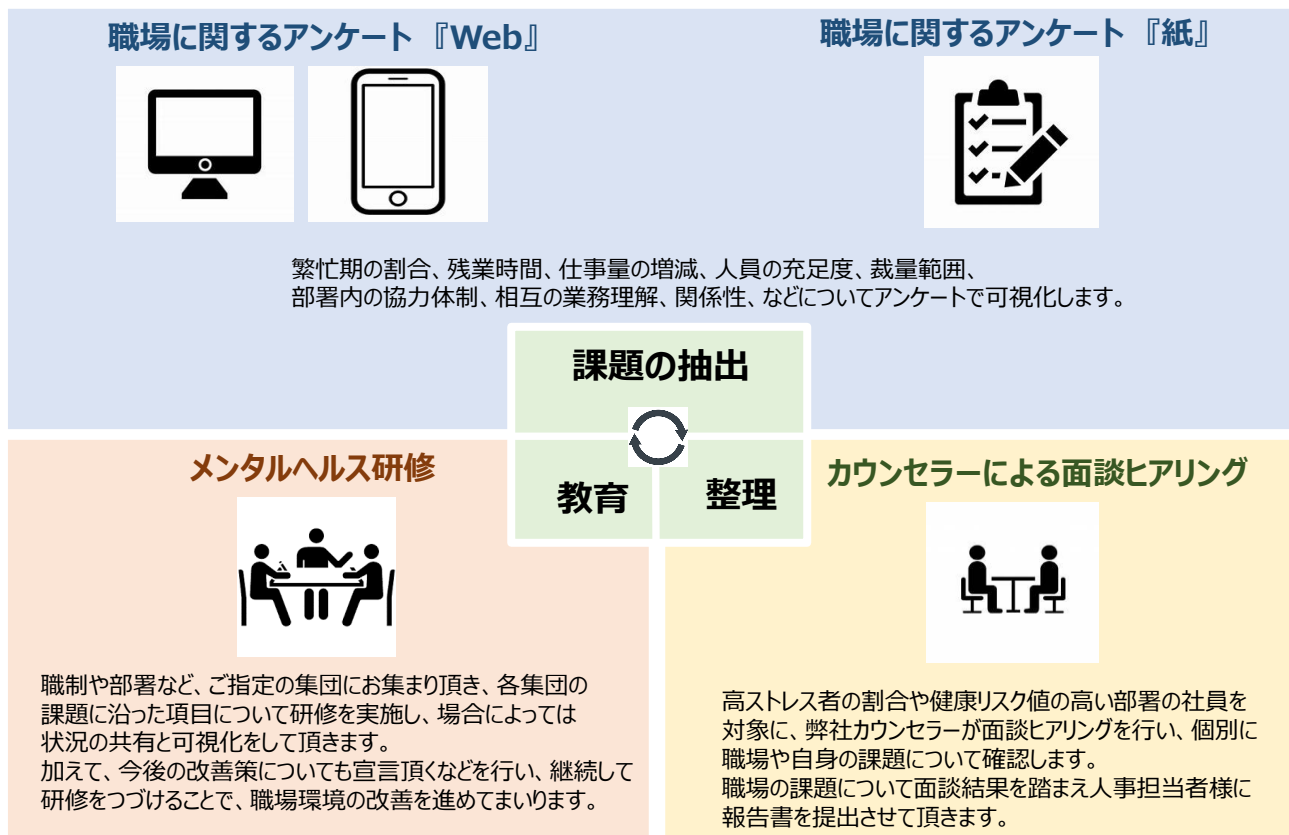 職場に関するアンケート 『Web』
職場に関するアンケート 『紙』
繁忙期の割合、残業時間、仕事量の増減、人員の充足度、裁量範囲、
部署内の協力体制、相互の業務理解、関係性、などについてアンケートで可視化します。
課題の抽出
教育
整理
メンタルヘルス研修
職制や部署など、ご指定の集団にお集まり頂き、各集団の
課題に沿った項目について研修を実施し、場合によっては
状況の共有と可視化をして頂きます。
加えて、今後の改善策についても宣言頂くなどを行い、継続して
研修をつづけることで、職場環境の改善を進めてまいります。
カウンセラーによる面談ヒアリング
高ストレス者の割合や健康リスク値の高い部署の社員を
対象に、弊社カウンセラーが面談ヒアリングを行い、個別に
職場や自身の課題について確認します。
職場の課題について面談結果を踏まえ人事担当者様に
報告書を提出させて頂きます。